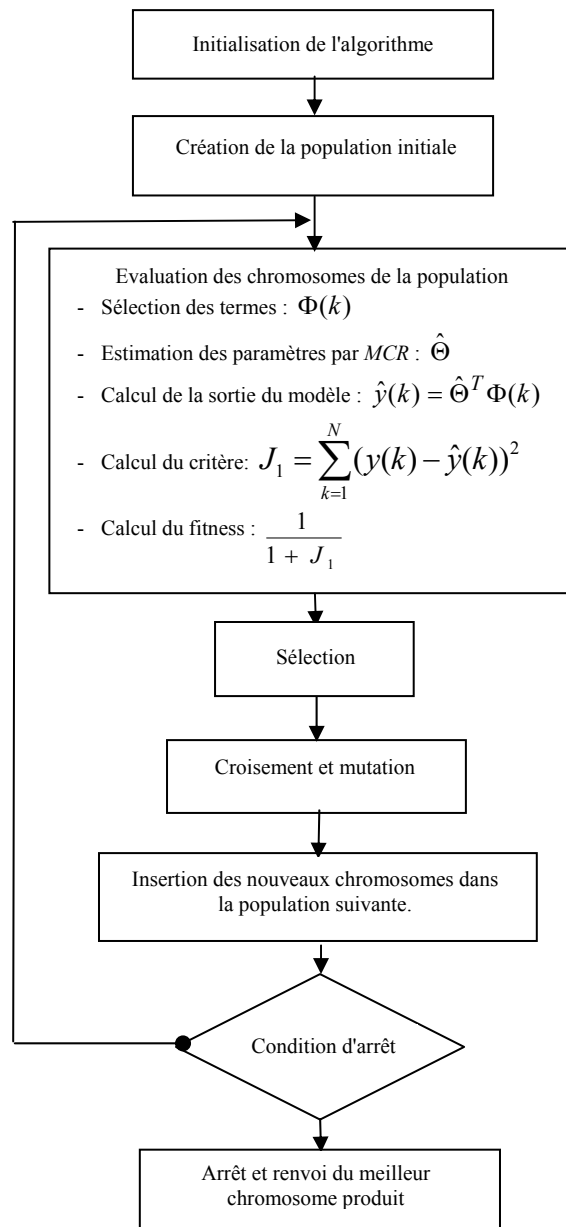 Initialisation de l'algorithme
Création de la population initiale
Evaluation des chromosomes de la population
- Sélection des termes : Φ(k)
- Estimation des paramètres par MCR : Θ̂
- Calcul de la sortie du modèle : ŷ(k) = Θ̂^T Φ(k)
- Calcul du critère: J_1 = ∑_{k=1}^{N} (y(k) − ŷ(k))^2
- Calcul du fitness : 1 / (1 + J_1)
Sélection
Croisement et mutation
Insertion des nouveaux chromosomes dans
la population suivante.
Condition d'arrêt
Arrêt et renvoi du meilleur
chromosome produit